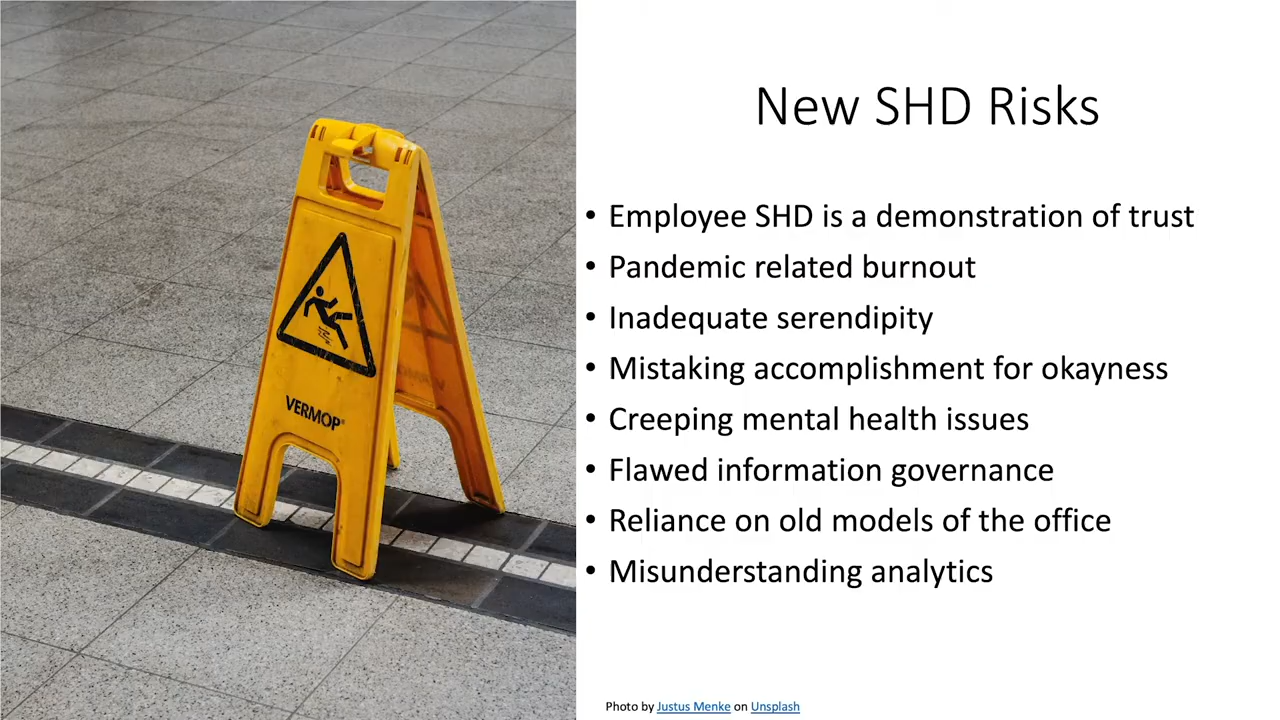 VERMOP®
New SHD Risks
• Employee SHD is a demonstration of trust
• Pandemic related burnout
• Inadequate serendipity
• Mistaking accomplishment for okayness
• Creeping mental health issues
• Flawed information governance
• Reliance on old models of the office
• Misunderstanding analytics
Photo by Justus Menke on Unsplash